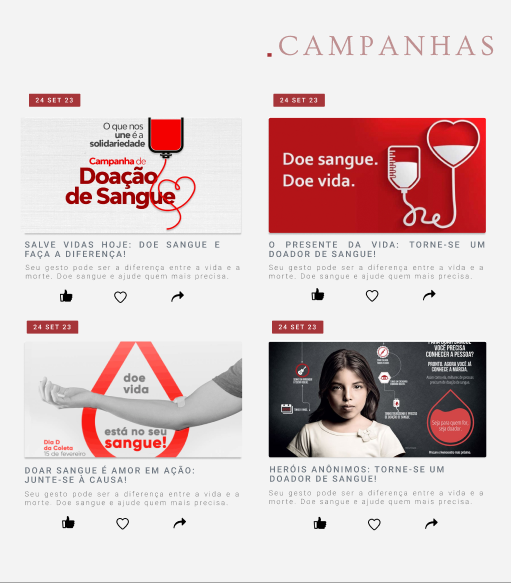 .CAMPANHAS
24 SET 23
O que nos
une é a
solidariedade
Campanha de
Doação
de Sangue
SALVE VIDAS HOJE: DOE SANGUE E
FAÇA A DIFERENÇA!
Seu gesto pode ser a diferença entre a vida e a
morte. Doe sangue e ajude quem mais precisa.
24 SET 23
Doe sangue.
Doe vida.
O PRESENTE DA VIDA: TORNE-SE UM
DOADOR DE SANGUE!
Seu gesto pode ser a diferença entre a vida e a
morte. Doe sangue e ajude quem mais precisa.
24 SET 23
doe
vida
está no seu
sangue!
Dia D
da Coleta
15 de fevereiro
DOAR SANGUE É AMOR EM AÇÃO:
JUNTE-SE À CAUSA!
Seu gesto pode ser a diferença entre a vida e a
morte. Doe sangue e ajude quem mais precisa.
24 SET 23
VOCÊ PRECISA
CONHECER A PESSOA?
PRONTO. AGORA VOCÊ JÁ
CONHECE A MÁRCIA.
Seja para quem for,
seja doador.
HERÓIS ANÔNIMOS: TORNE-SE UM
DOADOR DE SANGUE!
Seu gesto pode ser a diferença entre a vida e a
morte. Doe sangue e ajude quem mais precisa.